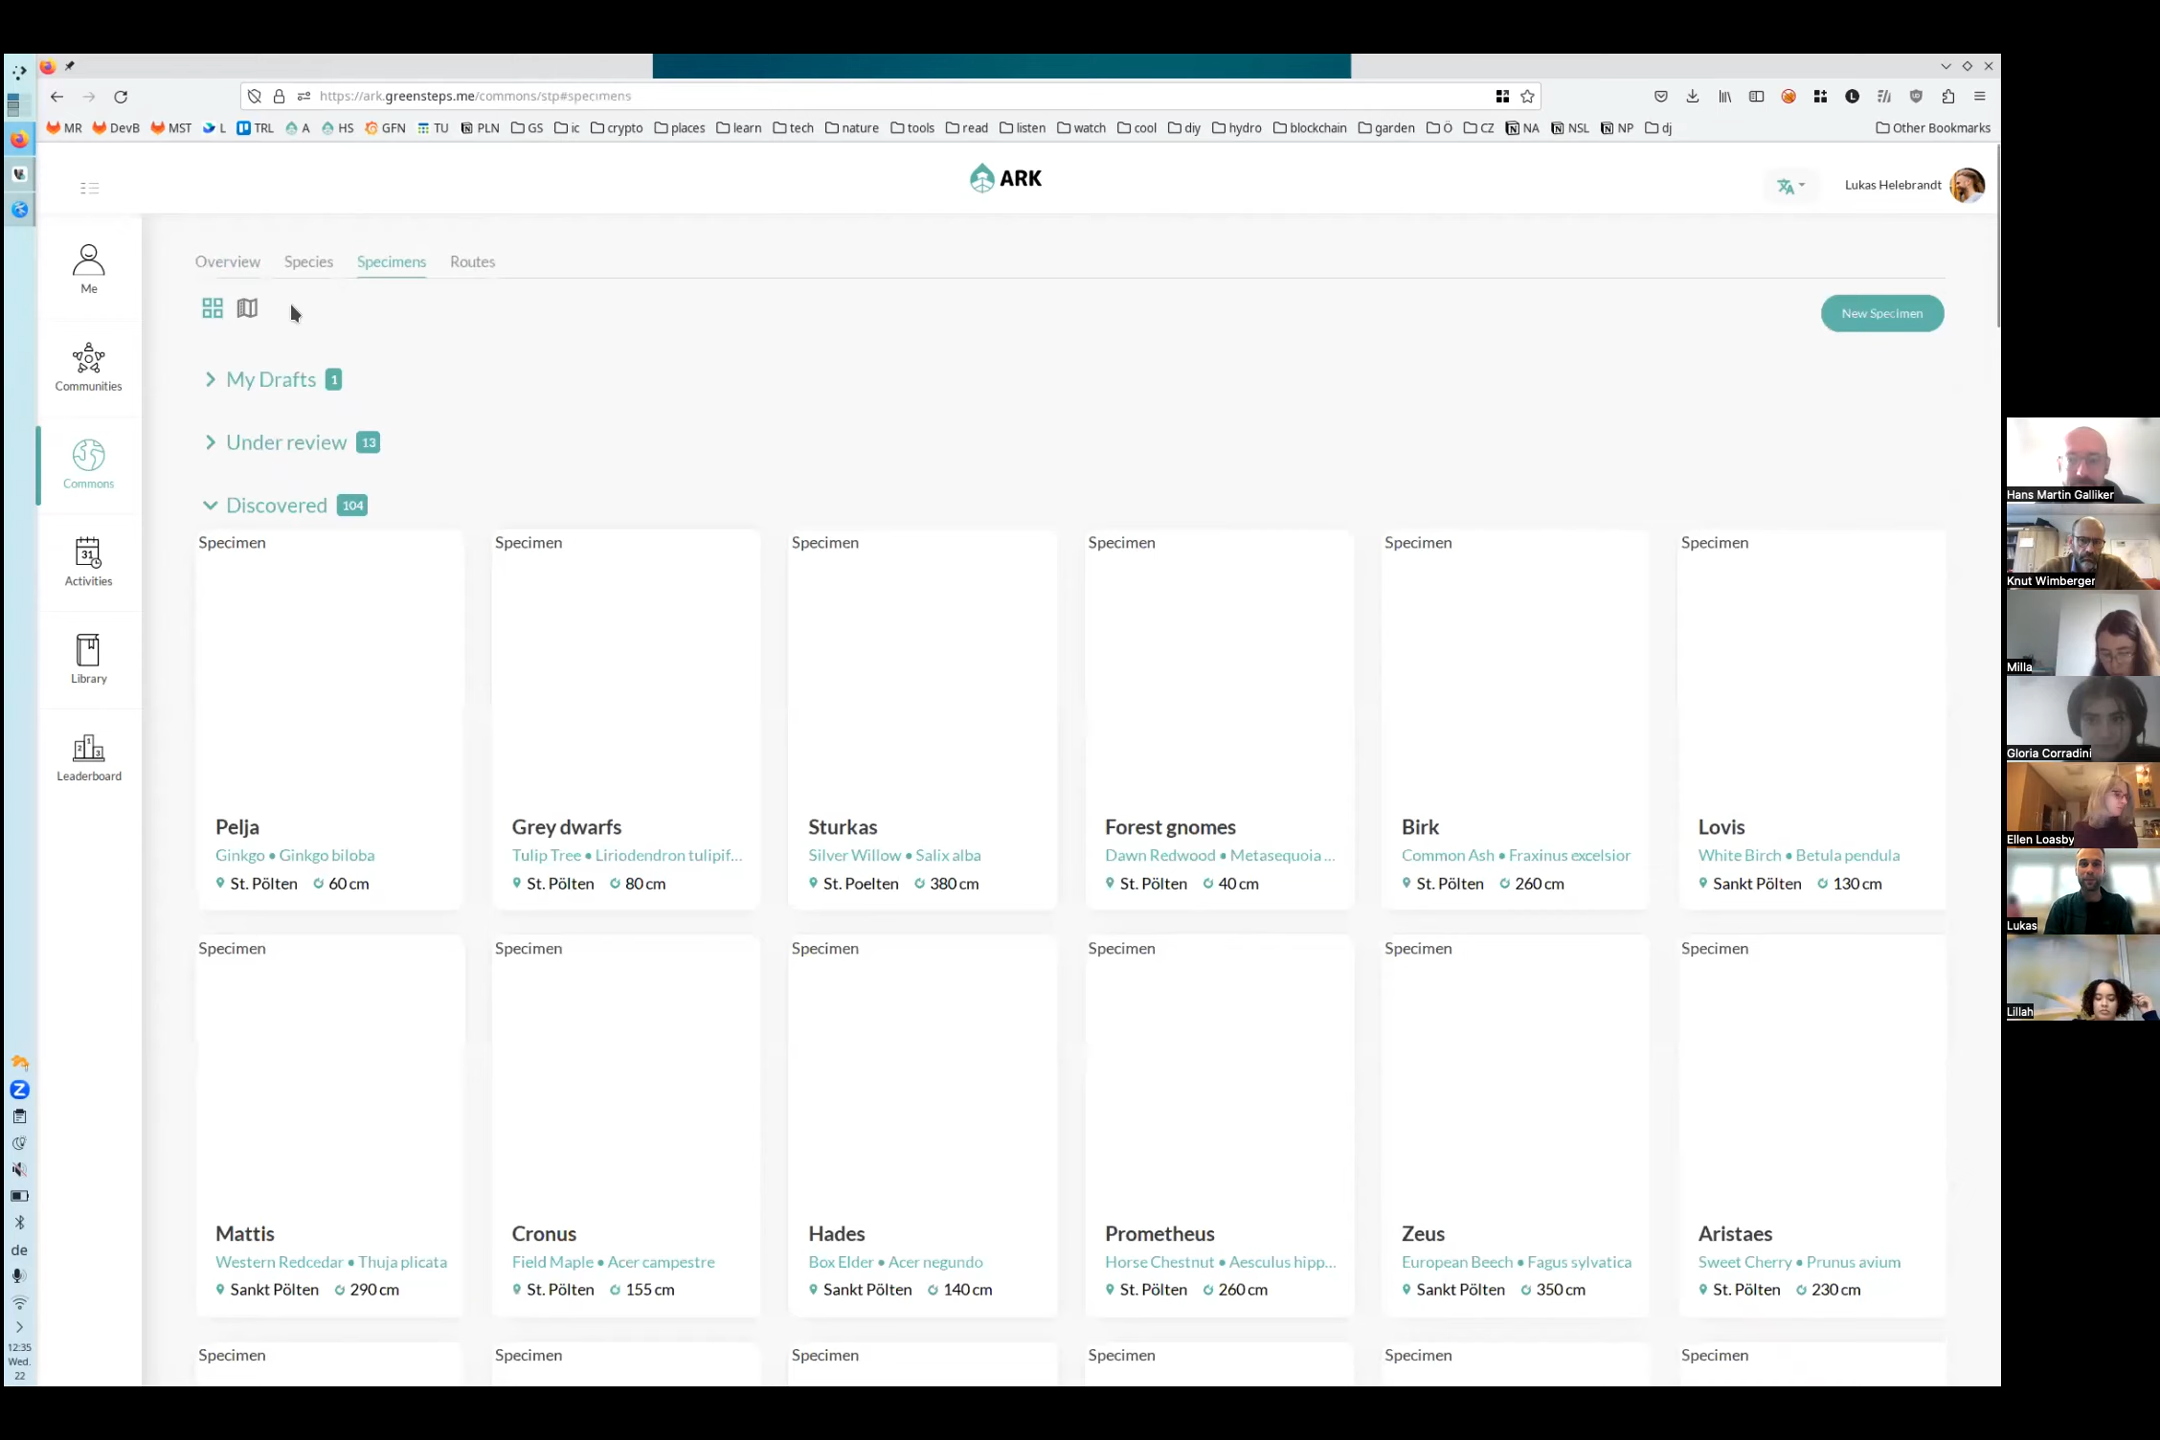 https://ark.greensteps.me/commons/stp#specimens
MR DevB MST L TRL A HS GFN TU PLN GS ic crypto places learn tech nature tools read listen watch cool diy hydro blockchain garden Ö CZ NA NSL NP dj Other Bookmarks
ARK
Lukas Helebrandt
Me
Communities
Commons
31
Activities
Library
Leaderboard
Overview Species Specimens Routes
New Specimen
My Drafts 1
Under review 13
Discovered 104
Specimen Specimen Specimen Specimen Specimen Specimen
Pelja Grey dwarfs Sturkas Forest gnomes Birk Lovis
Ginkgo • Ginkgo biloba Tulip Tree • Liriodendron tulipif... Silver Willow • Salix alba Dawn Redwood • Metasequoia ... Common Ash • Fraxinus excelsior White Birch • Betula pendula
St. Pölten 60 cm St. Pölten 80 cm St. Poelten 380 cm St. Pölten 40 cm St. Pölten 260 cm Sankt Pölten 130 cm
Specimen Specimen Specimen Specimen Specimen Specimen
Mattis Cronus Hades Prometheus Zeus Aristaes
Western Redcedar • Thuja plicata Field Maple • Acer campestre Box Elder • Acer negundo Horse Chestnut • Aesculus hipp... European Beech • Fagus sylvatica Sweet Cherry • Prunus avium
Sankt Pölten 290 cm St. Pölten 155 cm Sankt Pölten 140 cm St. Pölten 260 cm Sankt Pölten 350 cm St. Pölten 230 cm
Specimen Specimen Specimen Specimen Specimen Specimen
de
12:35
Wed.
22
Hans Martin Galliker
Knut Wimberger
Milla
Gloria Corradini
Ellen Loasby
Lukas
Lillah